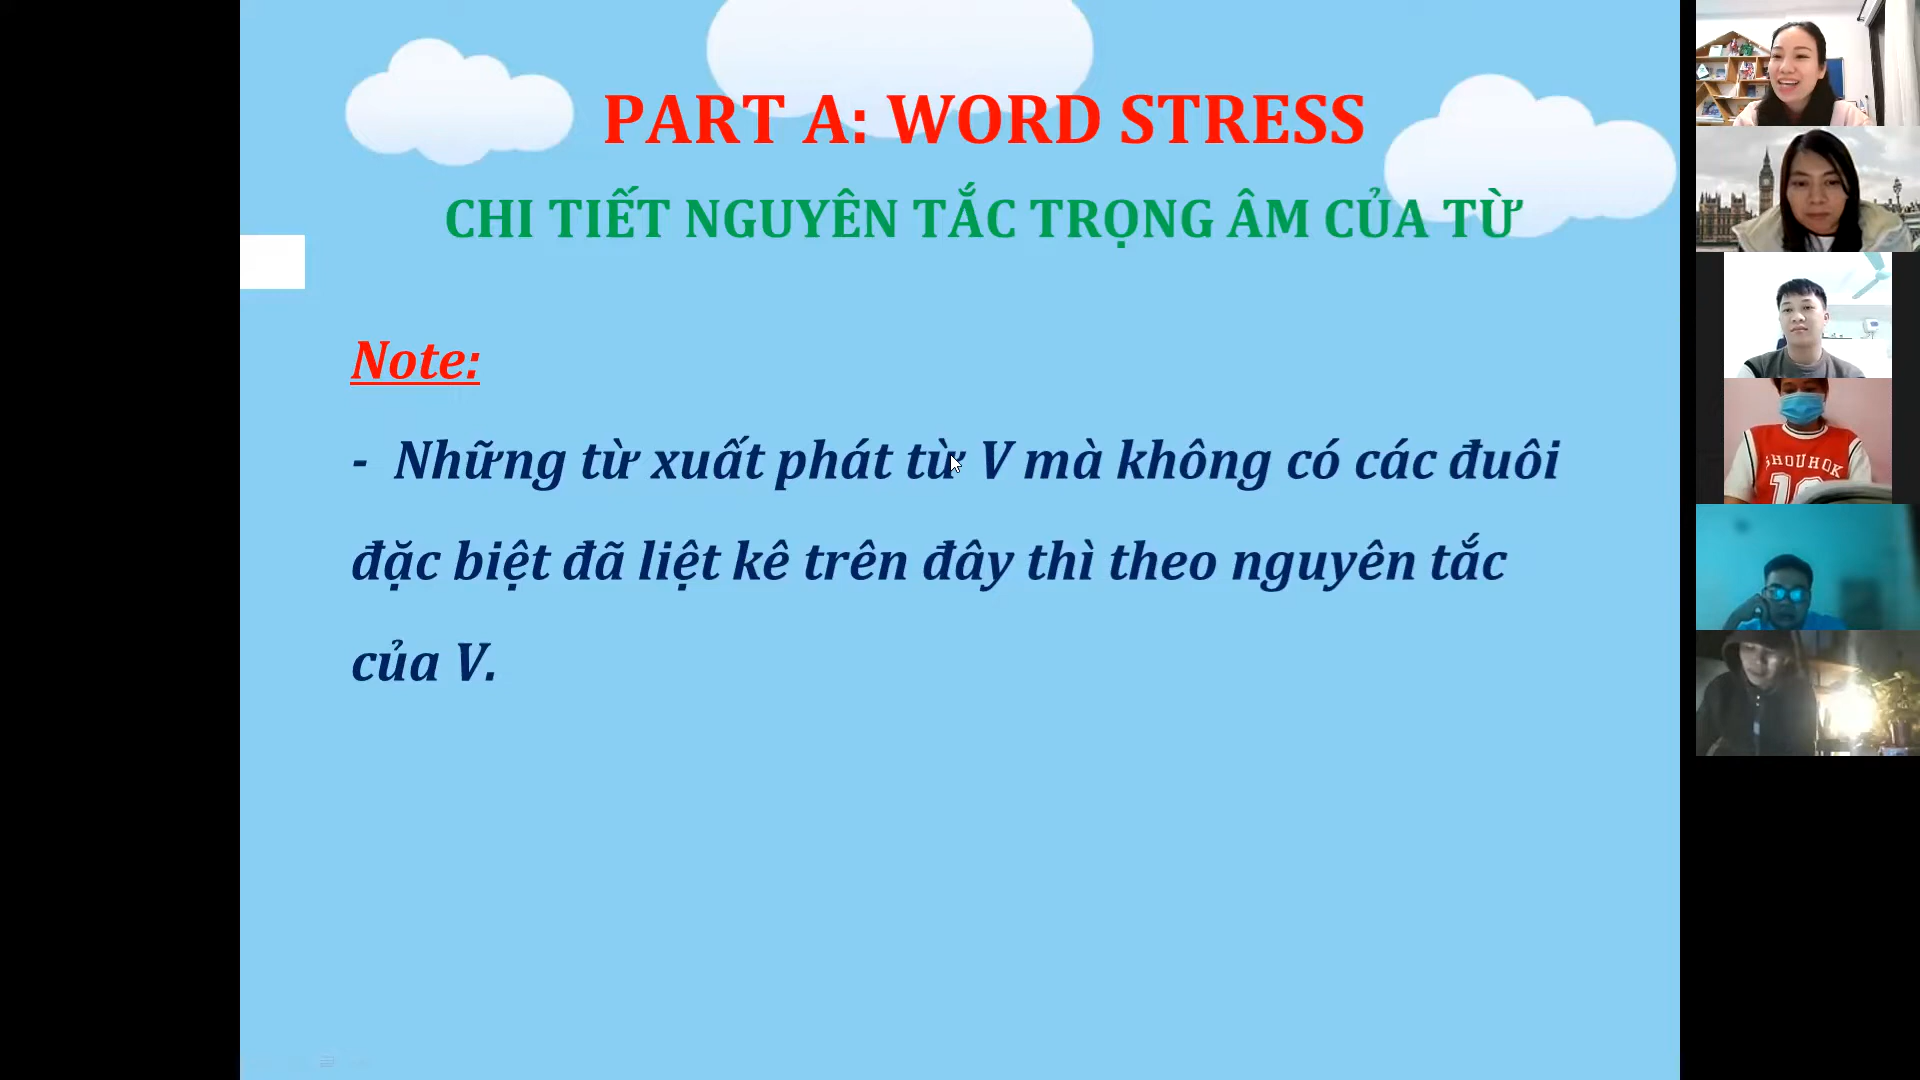 PART A: WORD STRESS
CHI TIẾT NGUYÊN TẮC TRỌNG ÂM CỦA TỪ
Note:
- Những từ xuất phát từ V mà không có các đuôi
đặc biệt đã liệt kê trên đây thì theo nguyên tắc
của V.
SHOUHOK